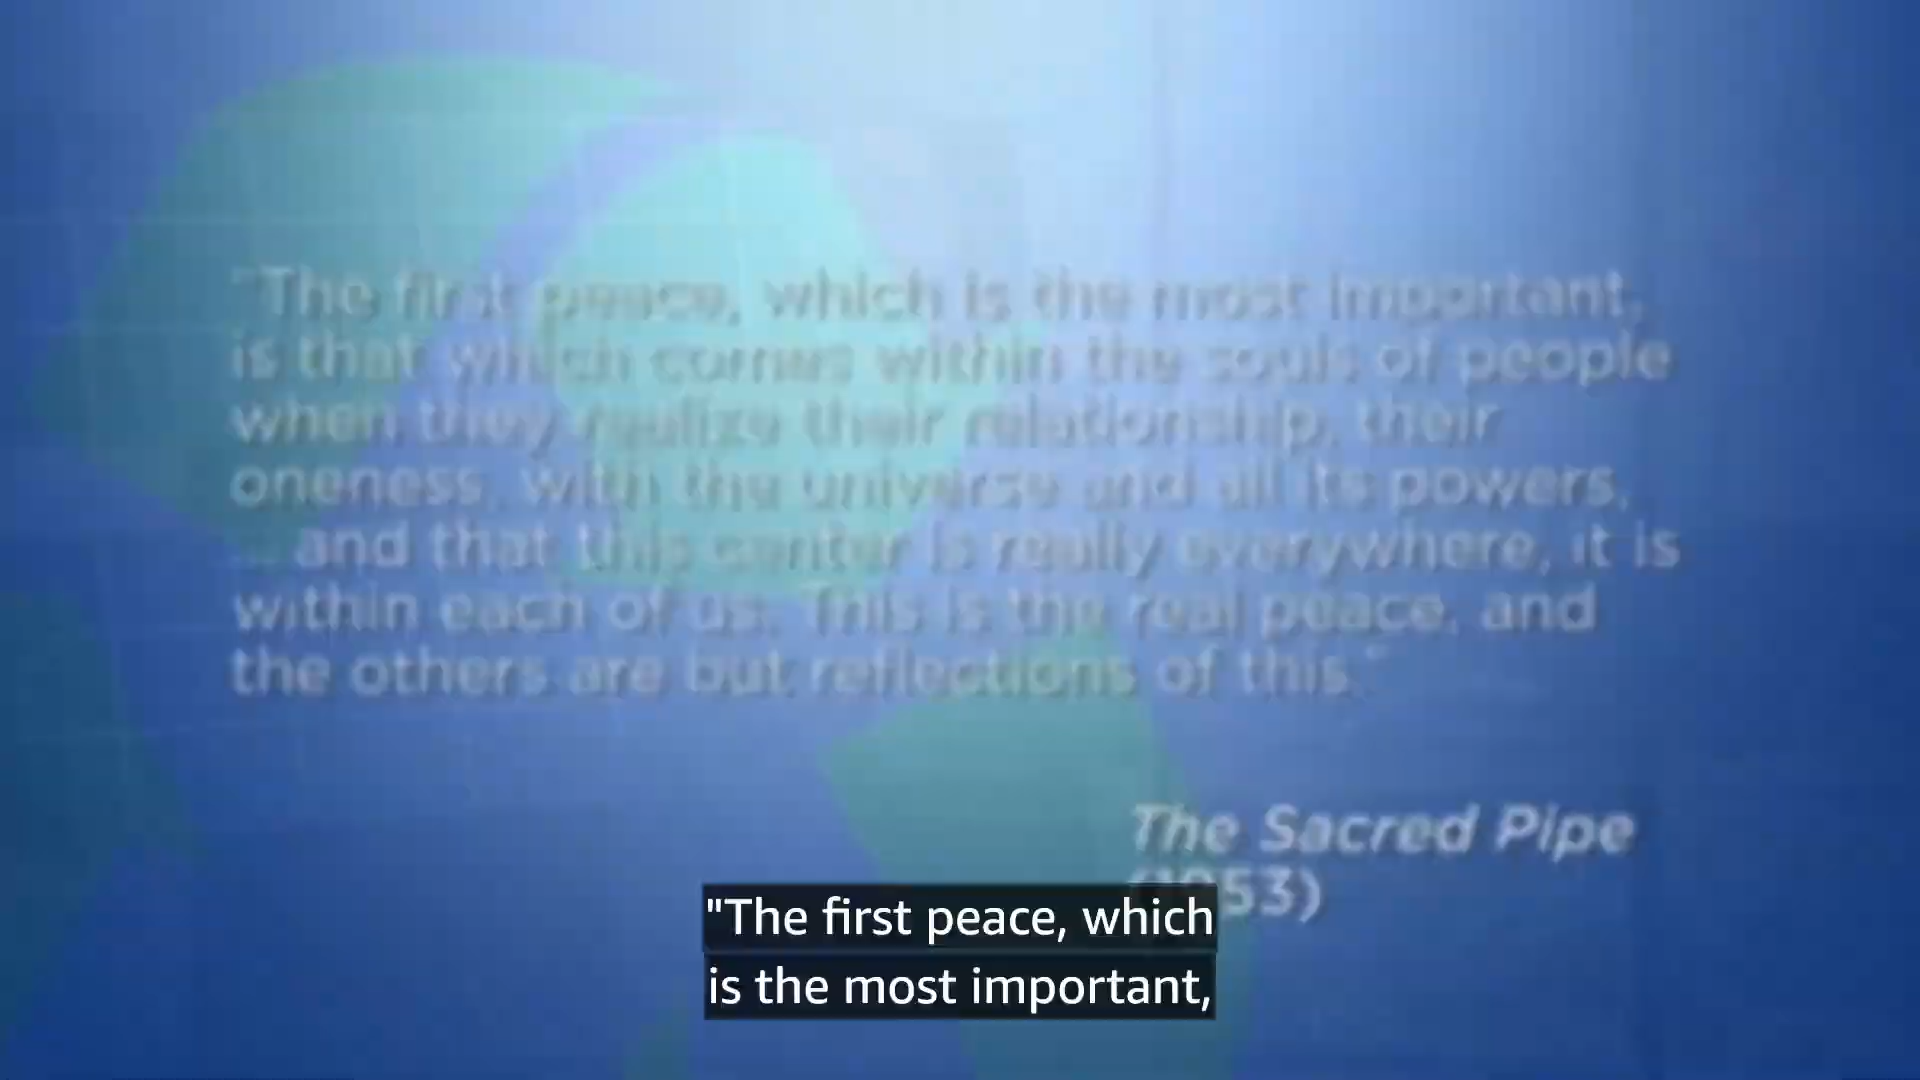 "The first peace, which is the most important,
is that which comes within the souls of people
when they realize their relationship, their
oneness, with the universe and all its powers,
... and that this center is really everywhere, it is
within each of us. This is the real peace, and
the others are but reflections of this."
The Sacred Pipe
53)
"The first peace, which
is the most important,